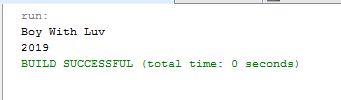 run:
Boy With Luv
2019
BUILD SUCCESSFUL (total time: 0 seconds)